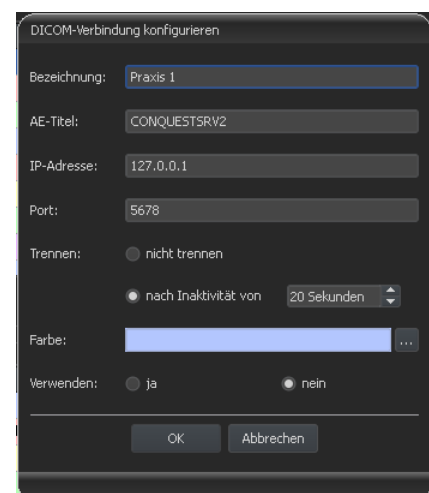 DICOM-Verbindung konfigurieren
Bezeichnung: Praxis 1
AE-Titel: CONQUESTSRV2
IP-Adresse: 127.0.0.1
Port: 5678
Trennen: nicht trennen
nach Inaktivität von 20 Sekunden
Farbe: ...
Verwenden: ja nein
OK Abbrechen